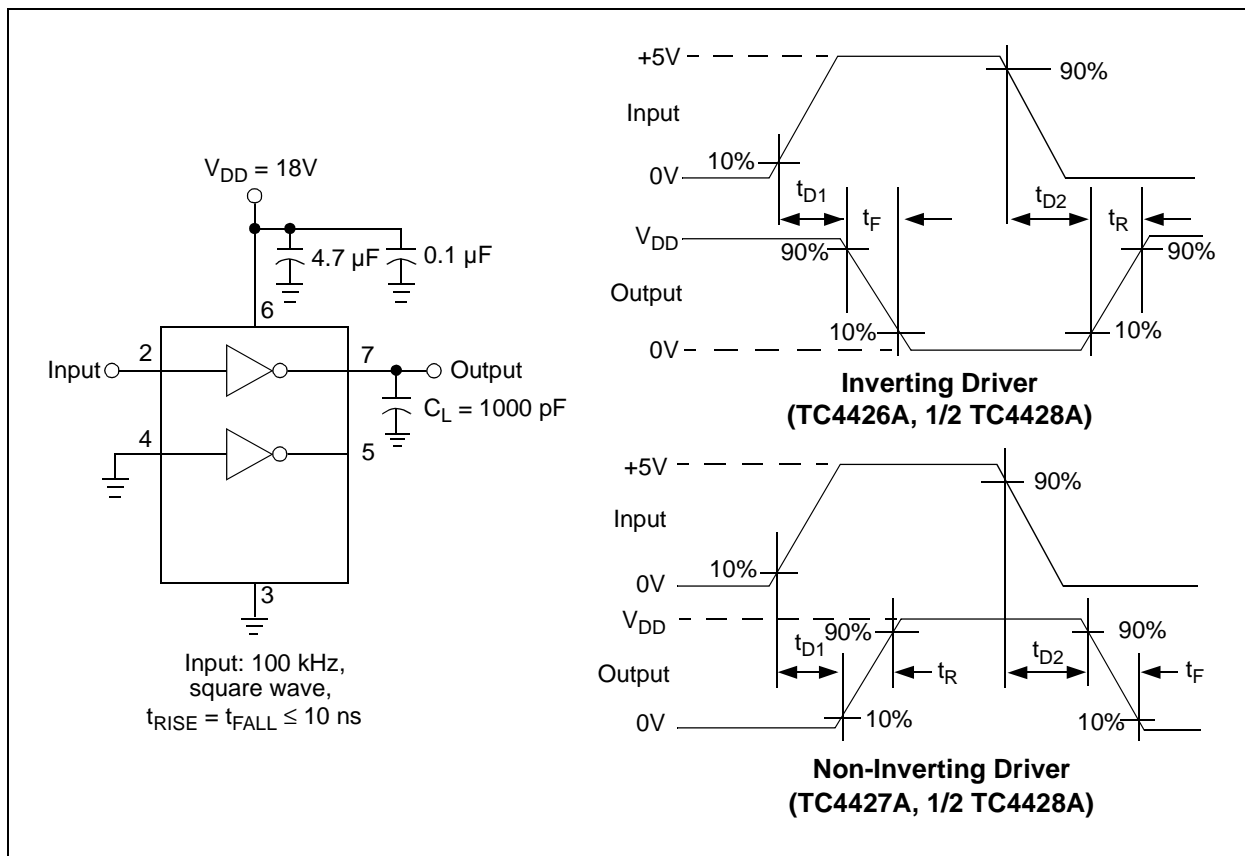 V_DD = 18V
4.7 µF
0.1 µF
6
Input
2
7
Output
C_L = 1000 pF
4
5
3
Input: 100 kHz,
square wave,
t_RISE = t_FALL ≤ 10 ns
+5V
90%
Input
10%
0V
t_D1
t_F
t_D2
t_R
V_DD
90%
90%
Output
10%
10%
0V
Inverting Driver
(TC4426A, 1/2 TC4428A)
+5V
90%
Input
10%
0V
V_DD
t_D1
90%
t_D2
90%
Output
t_R
t_F
0V
10%
10%
Non-Inverting Driver
(TC4427A, 1/2 TC4428A)